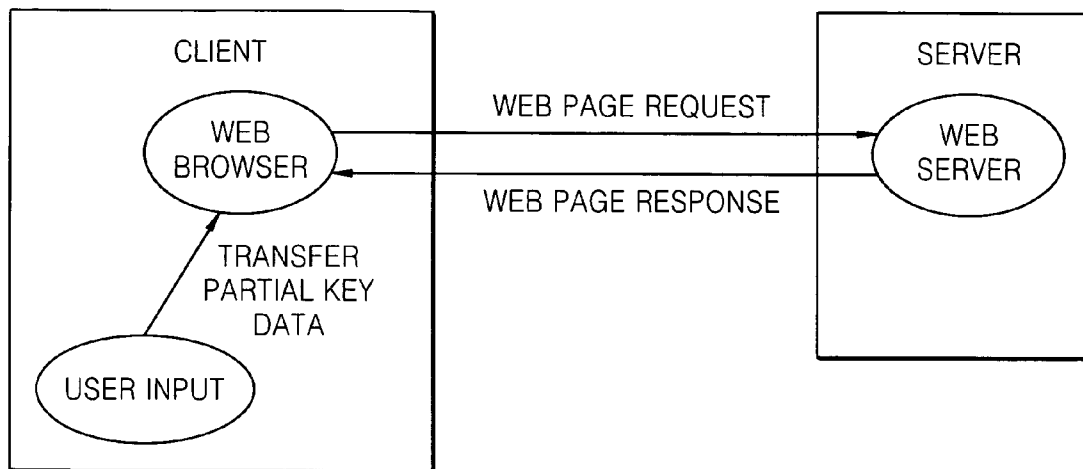 CLIENT
SERVER
WEB PAGE REQUEST
WEB
BROWSER
WEB
SERVER
WEB PAGE RESPONSE
TRANSFER
PARTIAL KEY
DATA
USER INPUT